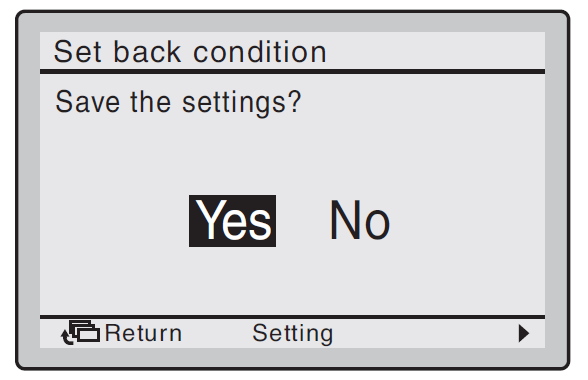 Set back condition
Save the settings?
Yes No
Return Setting